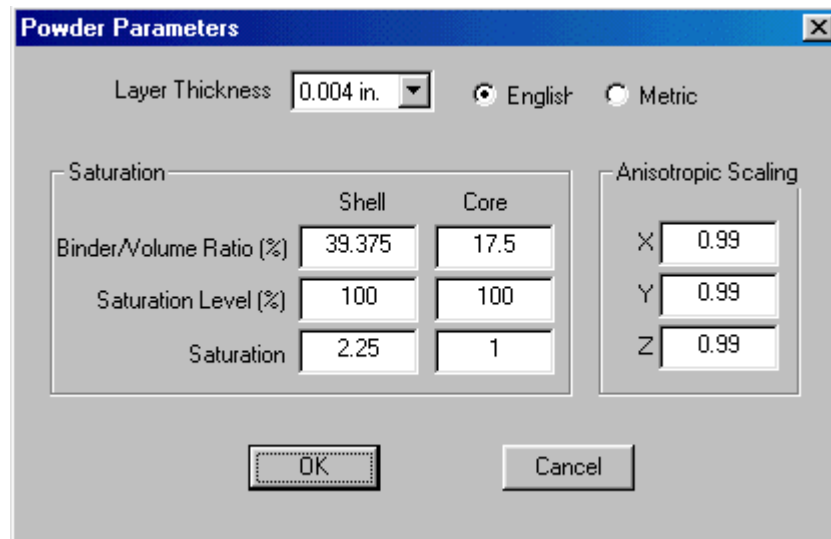 Powder Parameters
Layer Thickness 0.004 in. English Metric
Saturation
Shell Core
Binder/Volume Ratio (%) 39.375 17.5
Saturation Level (%) 100 100
Saturation 2.25 1
Anisotropic Scaling
X 0.99
Y 0.99
Z 0.99
OK Cancel